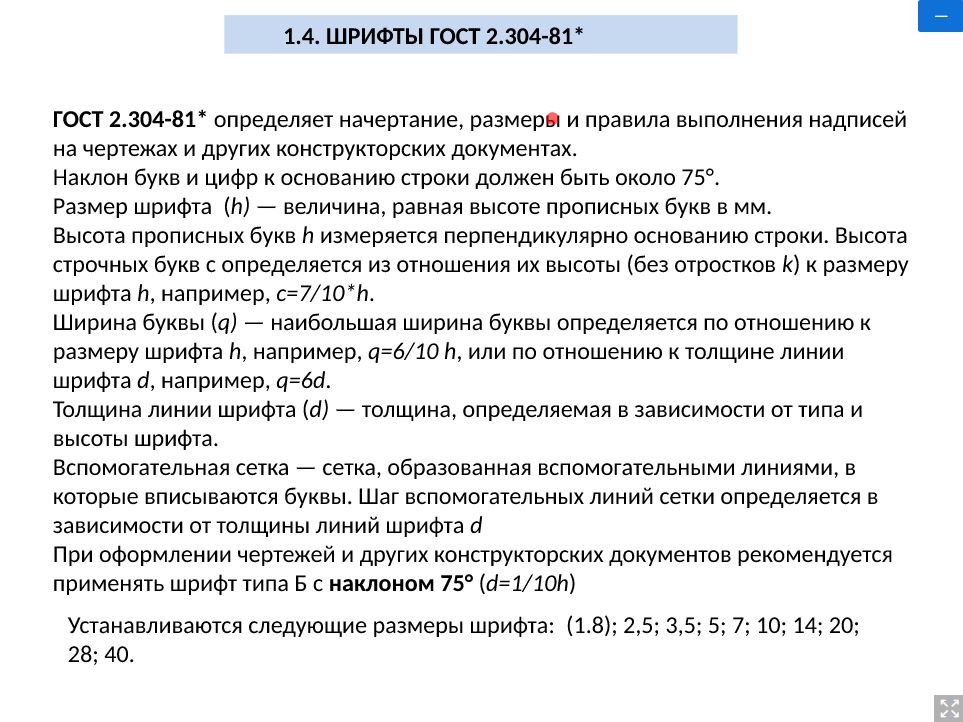 1.4. ШРИФТЫ ГОСТ 2.304-81*
ГОСТ 2.304-81* определяет начертание, размеры и правила выполнения надписей
на чертежах и других конструкторских документах.
Наклон букв и цифр к основанию строки должен быть около 75°.
Размер шрифта (h) — величина, равная высоте прописных букв в мм.
Высота прописных букв h измеряется перпендикулярно основанию строки. Высота
строчных букв с определяется из отношения их высоты (без отростков k) к размеру
шрифта h, например, c=7/10*h.
Ширина буквы (q) — наибольшая ширина буквы определяется по отношению к
размеру шрифта h, например, q=6/10 h, или по отношению к толщине линии
шрифта d, например, q=6d.
Толщина линии шрифта (d) — толщина, определяемая в зависимости от типа и
высоты шрифта.
Вспомогательная сетка — сетка, образованная вспомогательными линиями, в
которые вписываются буквы. Шаг вспомогательных линий сетки определяется в
зависимости от толщины линий шрифта d
При оформлении чертежей и других конструкторских документов рекомендуется
применять шрифт типа Б с наклоном 75° (d=1/10h)
Устанавливаются следующие размеры шрифта: (1.8); 2,5; 3,5; 5; 7; 10; 14; 20;
28; 40.